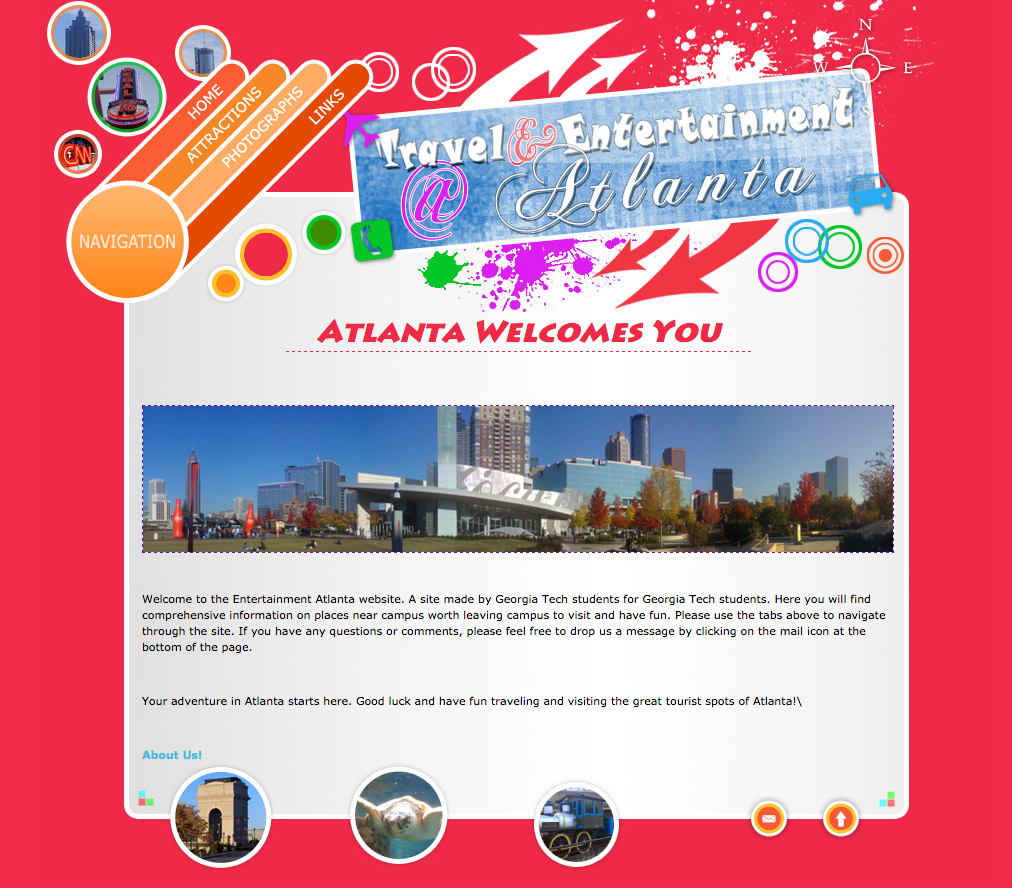 HOME
ATTRACTIONS
PHOTOGRAPHS
LINKS
NAVIGATION
CNN
N
W E
S
Travel & Entertainment
@ Atlanta
Atlanta Welcomes You
Welcome to the Entertainment Atlanta website. A site made by Georgia Tech students for Georgia Tech students. Here you will find
comprehensive information on places near campus worth leaving campus to visit and have fun. Please use the tabs above to navigate
through the site. If you have any questions or comments, please feel free to drop us a message by clicking on the mail icon at the
bottom of the page.
Your adventure in Atlanta starts here. Good luck and have fun traveling and visiting the great tourist spots of Atlanta!\
About Us!